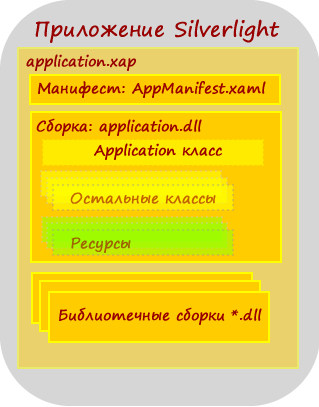 Приложение Silverlight
application.xap
Манифест: AppManifest.xaml
Сборка: application.dll
Application класс
Остальные классы
Ресурсы
Библиотечные сборки *.dll